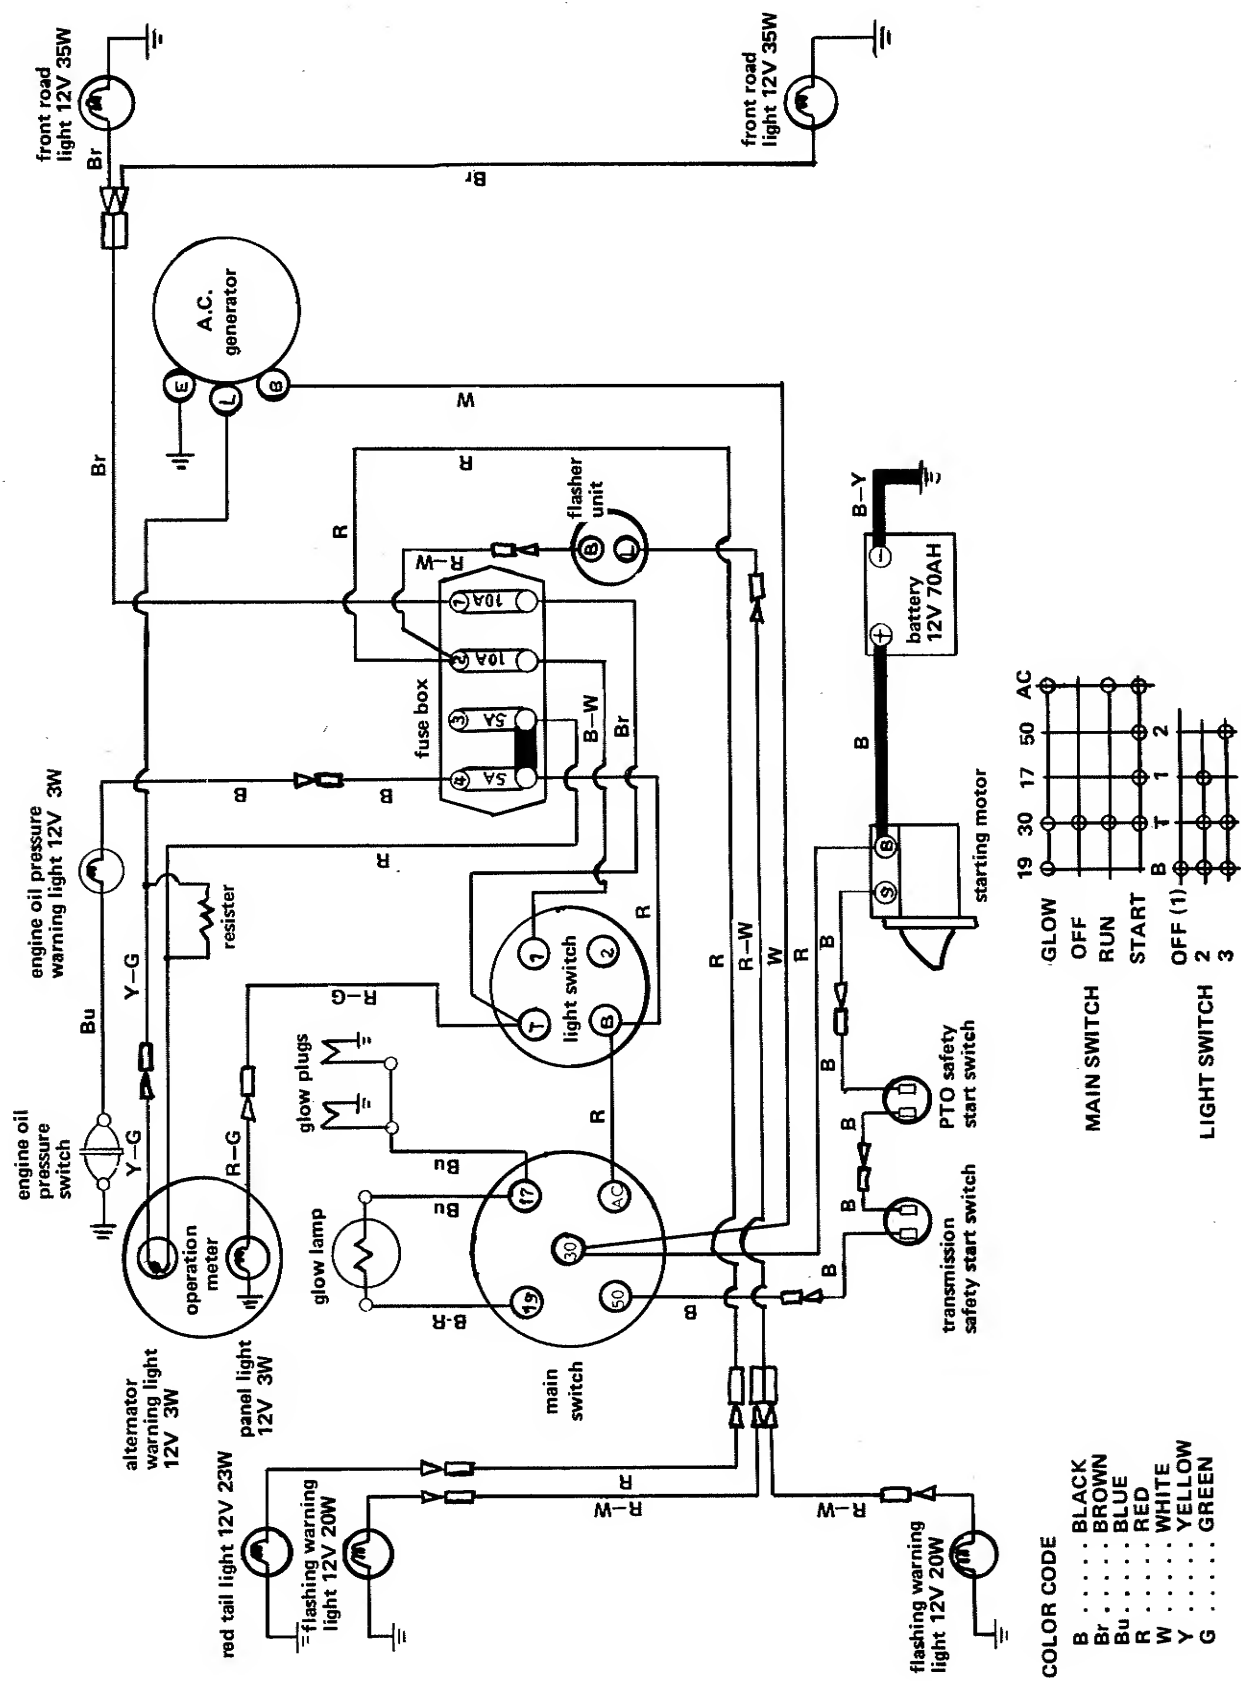 front road
light 12V 35W
Br
front road
light 12V 35W
Br
A.C.
generator
E
L
B
W
Br
R
R
flasher
unit
B
L
R-W
fuse box
1
10A
2
10A
3
5A
4
5A
B-W
Br
B
B
R
engine oil pressure
warning light 12V 3W
resister
Y-G
Bu
engine oil
pressure
switch
Y-G
R-G
R-G
operation
meter
alternator
warning light
12V 3W
panel light
12V 3W
glow plugs
glow lamp
Bu
Bu
B-R
light switch
1
2
T
B
R
R
main
switch
17
AC
30
19
50
R
R-W
W
R
B-Y
battery
12V 70AH
+
-
B
starting motor
B
S
B
B
PTO safety
start switch
B
B
transmission
safety start switch
B
B
red tail light 12V 23W
flashing warning
light 12V 20W
R
R-W
R-W
flashing warning
light 12V 20W
MAIN SWITCH
19 30 17 50 AC
GLOW
OFF
RUN
START
LIGHT SWITCH
B T 1 2
OFF (1)
2
3
COLOR CODE
B . . . . . . BLACK
Br . . . . . . BROWN
Bu . . . . . . BLUE
R . . . . . . RED
W . . . . . . WHITE
Y . . . . . . YELLOW
G . . . . . . GREEN